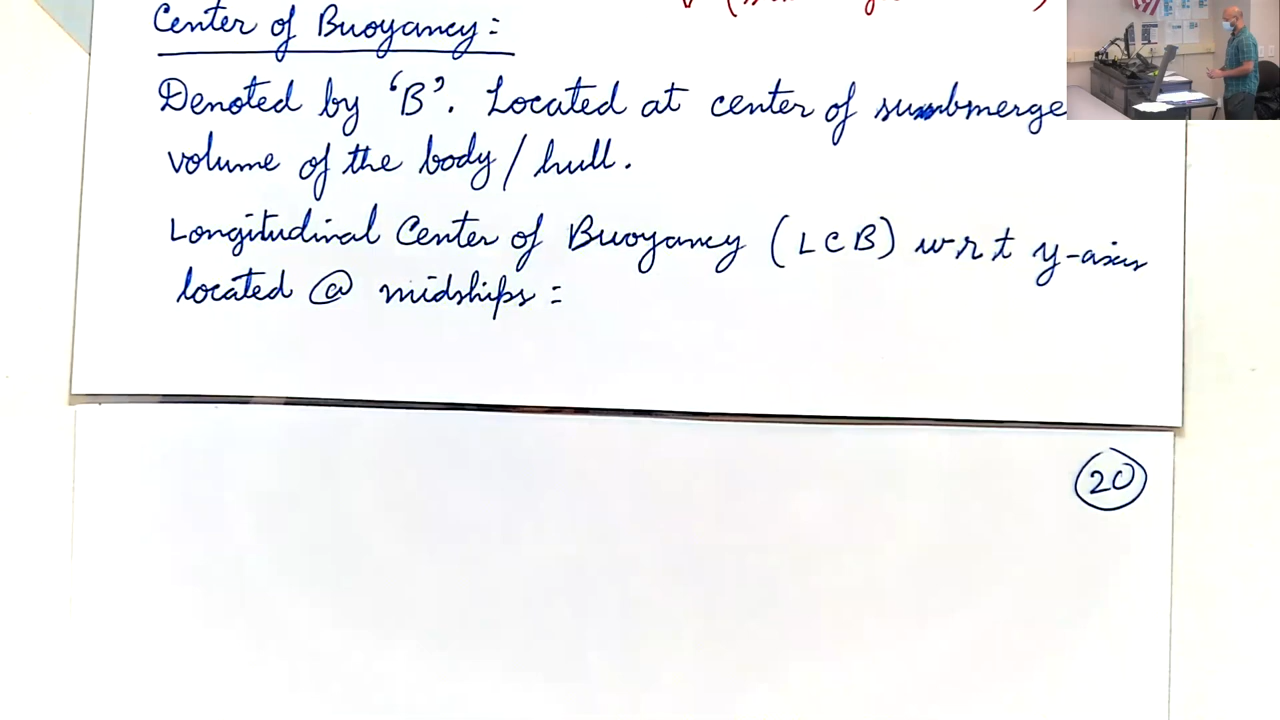 Center of Buoyancy :
Denoted by 'B'. Located at center of submerge
volume of the body / hull.
Longitudinal Center of Buoyancy (LCB) wrt y-axis
located @ midships =
20